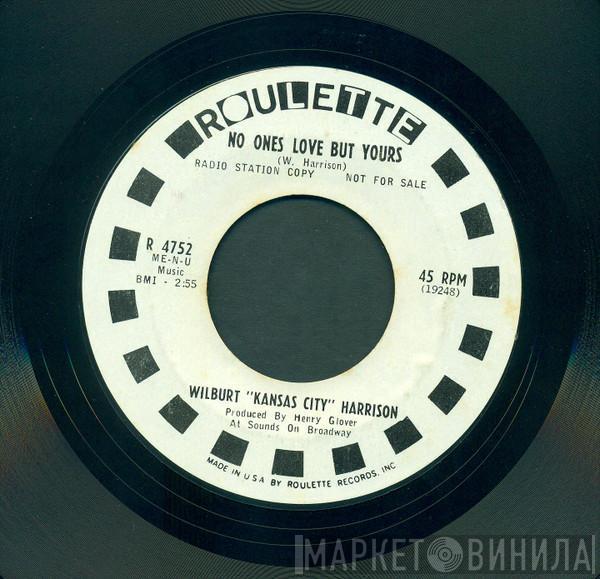 ROULETTE
NO ONES LOVE BUT YOURS
(W. Harrison)
RADIO STATION COPY NOT FOR SALE
R 4752
ME-N-U
Music
BMI - 2:55
45 RPM
(19248)
WILBURT "KANSAS CITY" HARRISON
Produced By Henry Glover
At Sounds On Broadway
MADE IN U S A BY ROULETTE RECORDS, INC
МАРКЕТ ВИНИЛА